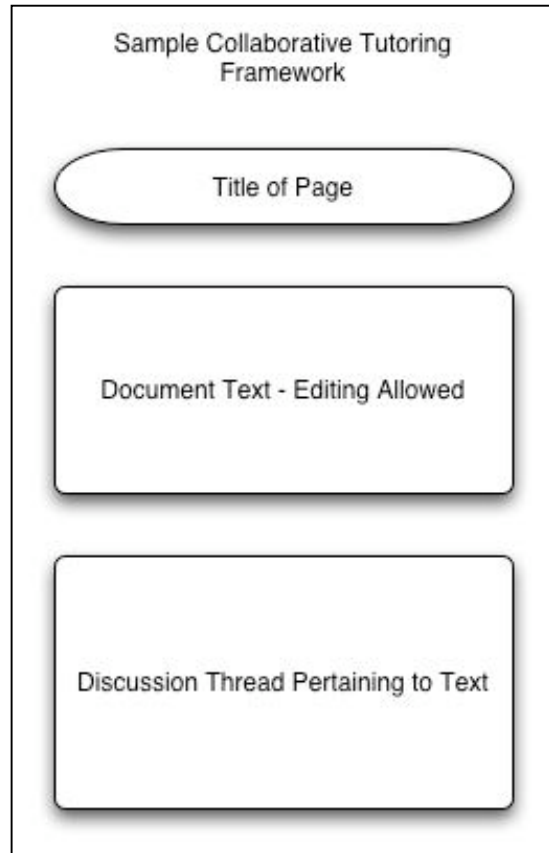 Sample Collaborative Tutoring
Framework
Title of Page
Document Text - Editing Allowed
Discussion Thread Pertaining to Text